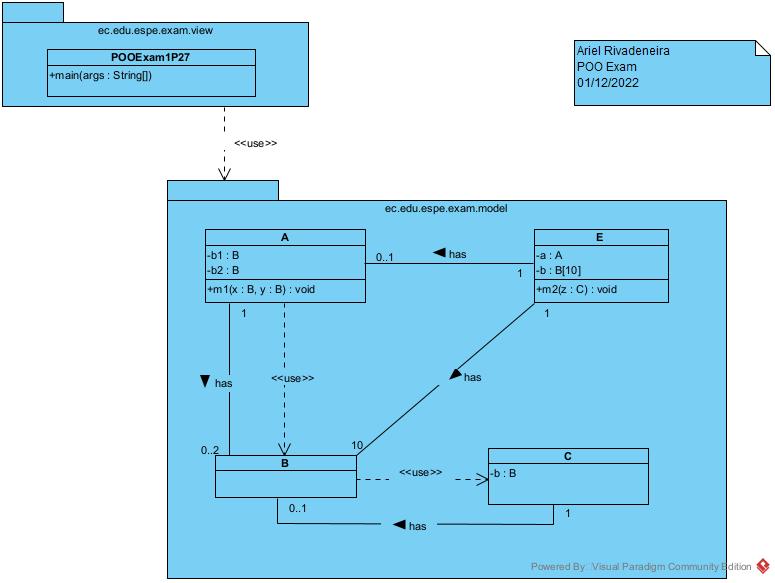 ec.edu.espe.exam.view
POOExam1P27
+main(args : String[])
Ariel Rivadeneira
POO Exam
01/12/2022
<<use>>
ec.edu.espe.exam.model
A
-b1 : B
-b2 : B
+m1(x : B, y : B) : void
E
-a : A
-b : B[10]
+m2(z : C) : void
0..1
has
1
1
1
has
<<use>>
has
0..2
10
B
<<use>>
C
-b : B
0..1
has
1
Powered By Visual Paradigm Community Edition